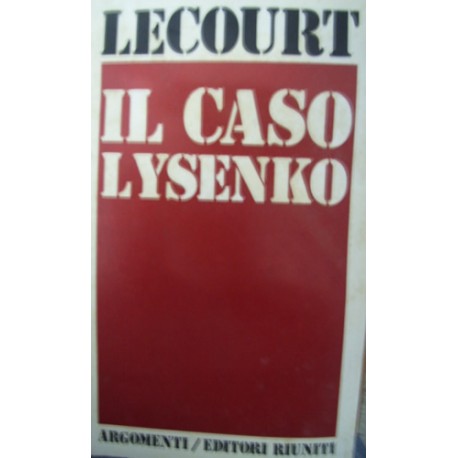 LECOURT
IL CASO
LYSENKO
ARGOMENTI/EDITORI RIUNITI